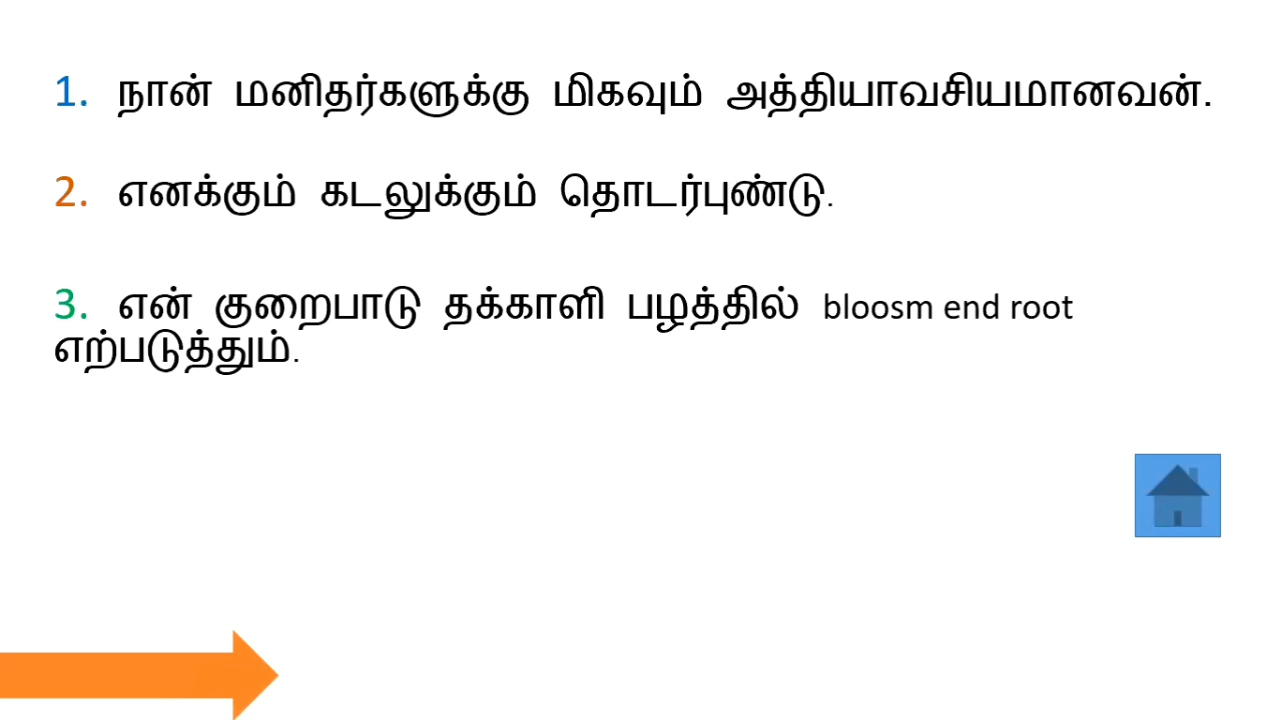 1. நான் மனிதர்களுக்கு மிகவும் அத்தியாவசியமானவன்.
2. எனக்கும் கடலுக்கும் தொடர்புண்டு.
3. என் குறைபாடு தக்காளி பழத்தில் bloosm end root
எற்படுத்தும்.